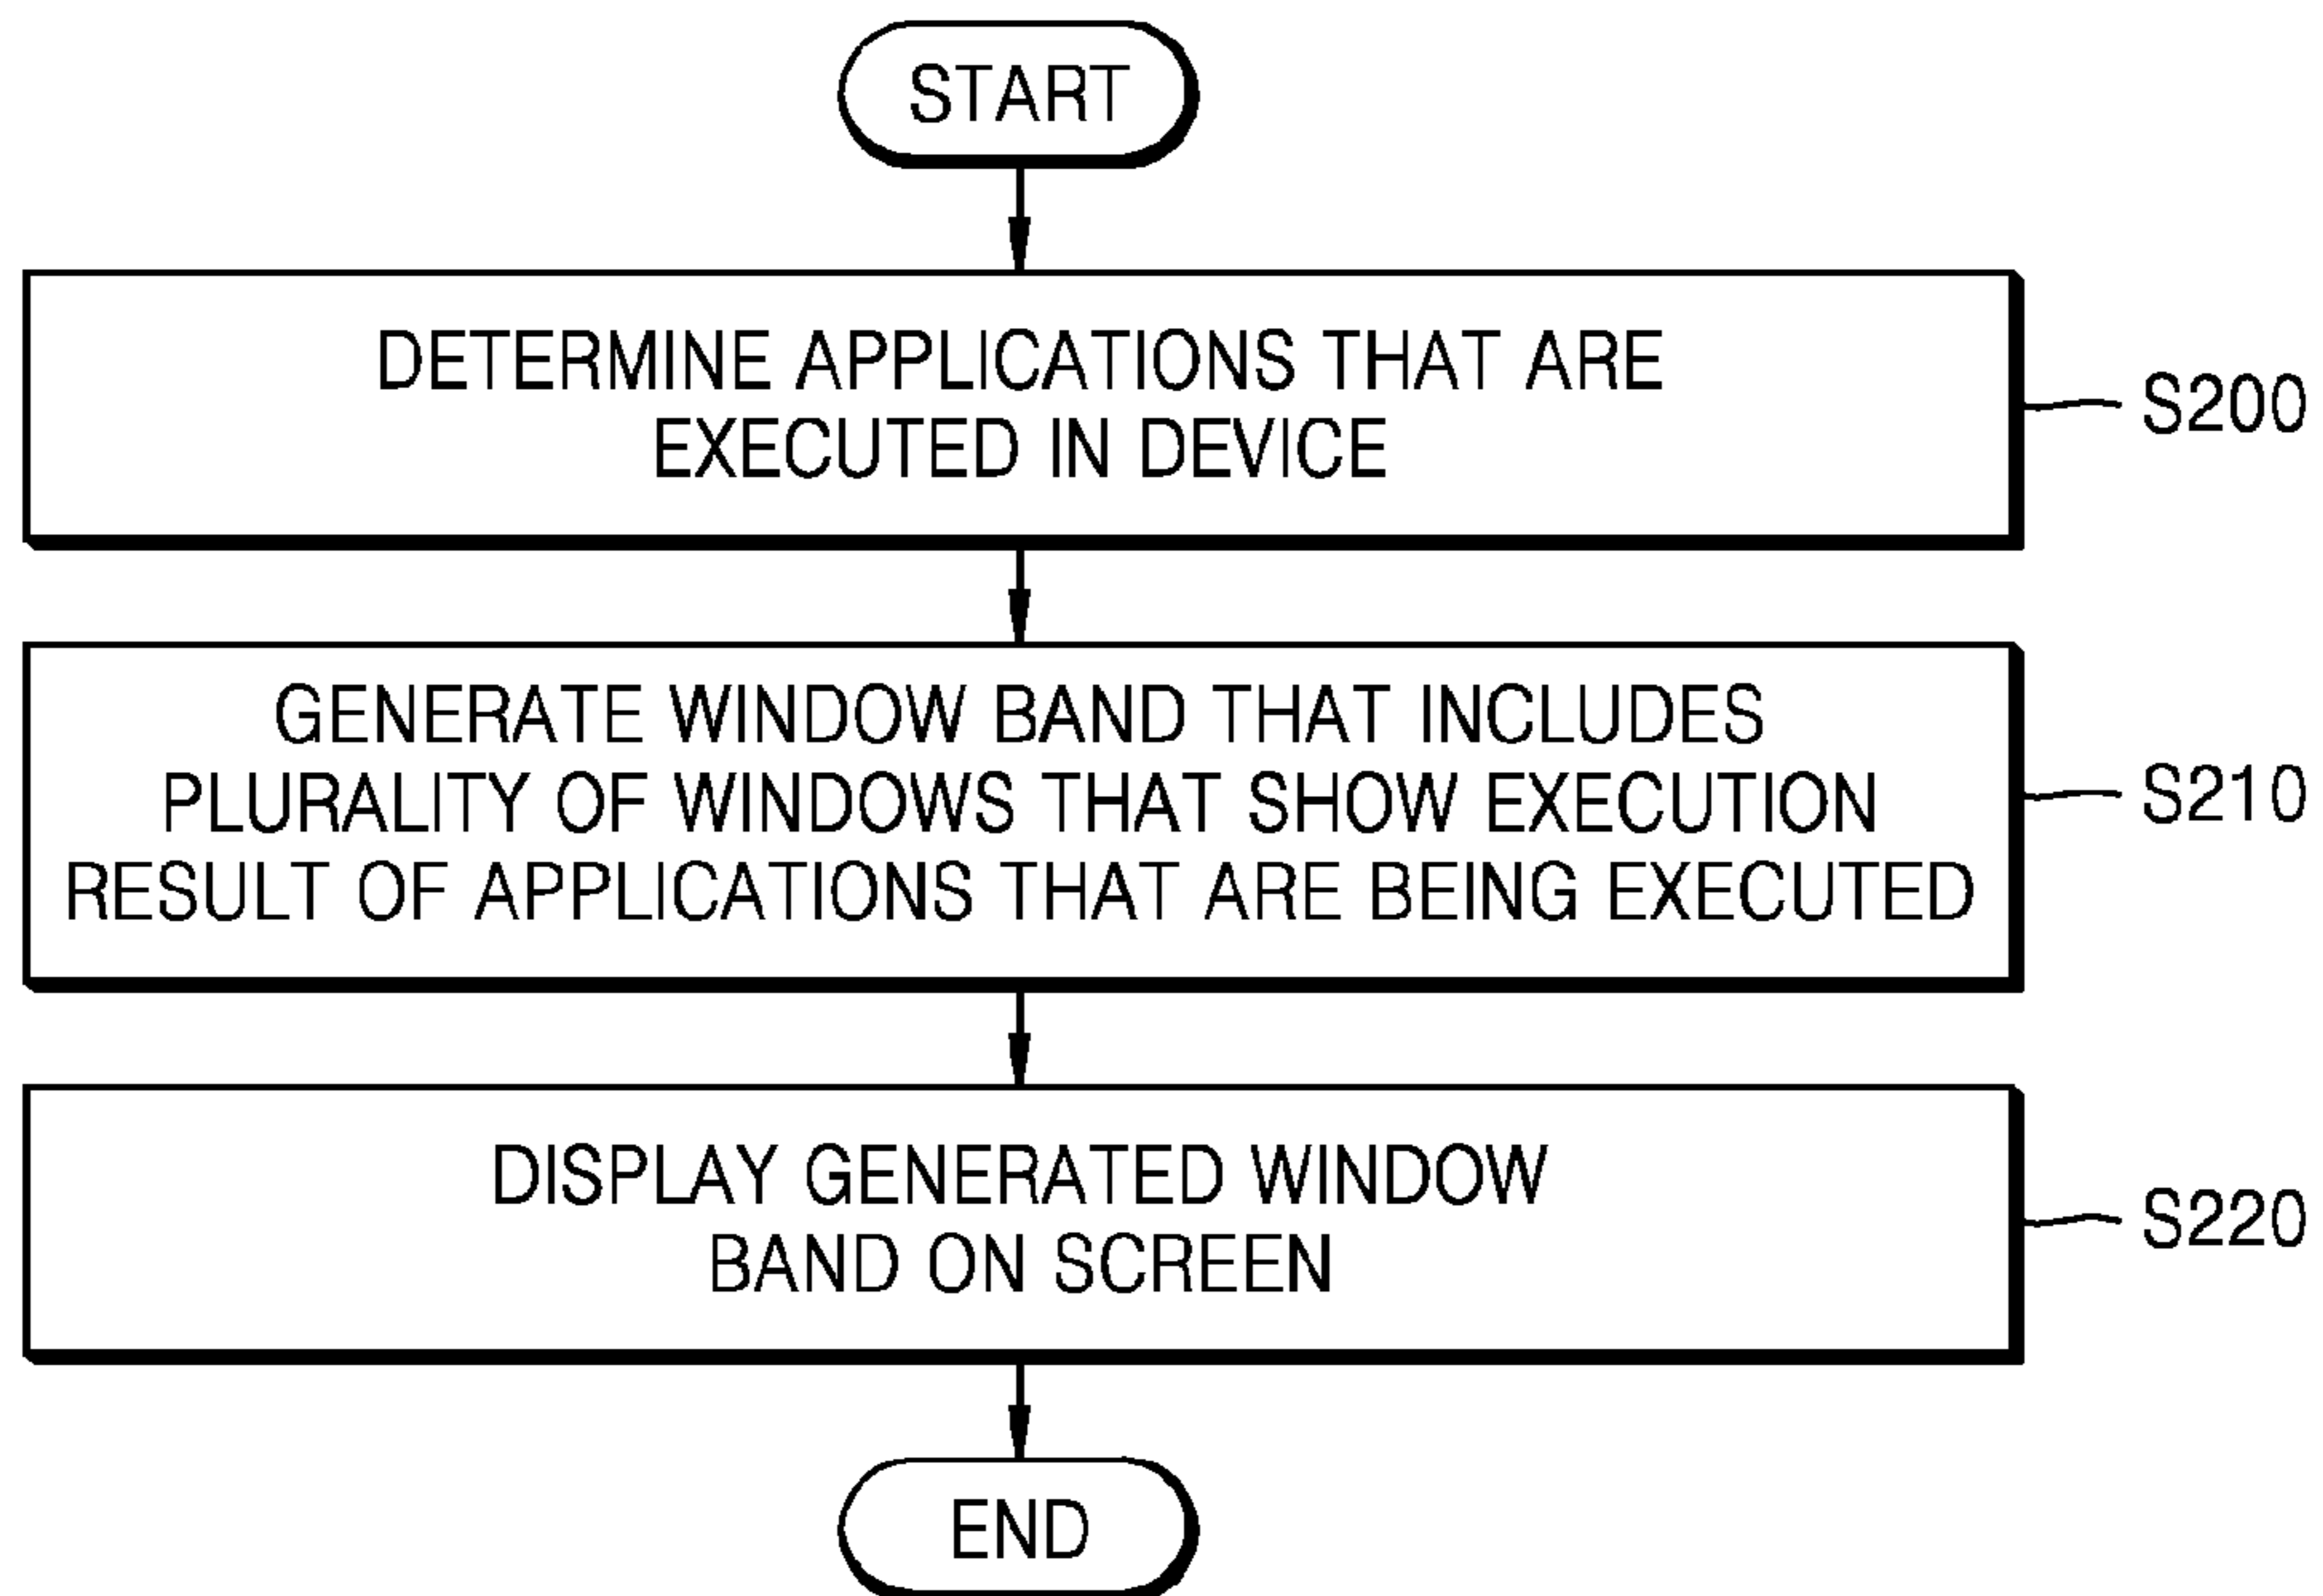 START
DETERMINE APPLICATIONS THAT ARE
EXECUTED IN DEVICE
S200
GENERATE WINDOW BAND THAT INCLUDES
PLURALITY OF WINDOWS THAT SHOW EXECUTION
RESULT OF APPLICATIONS THAT ARE BEING EXECUTED
S210
DISPLAY GENERATED WINDOW
BAND ON SCREEN
S220
END